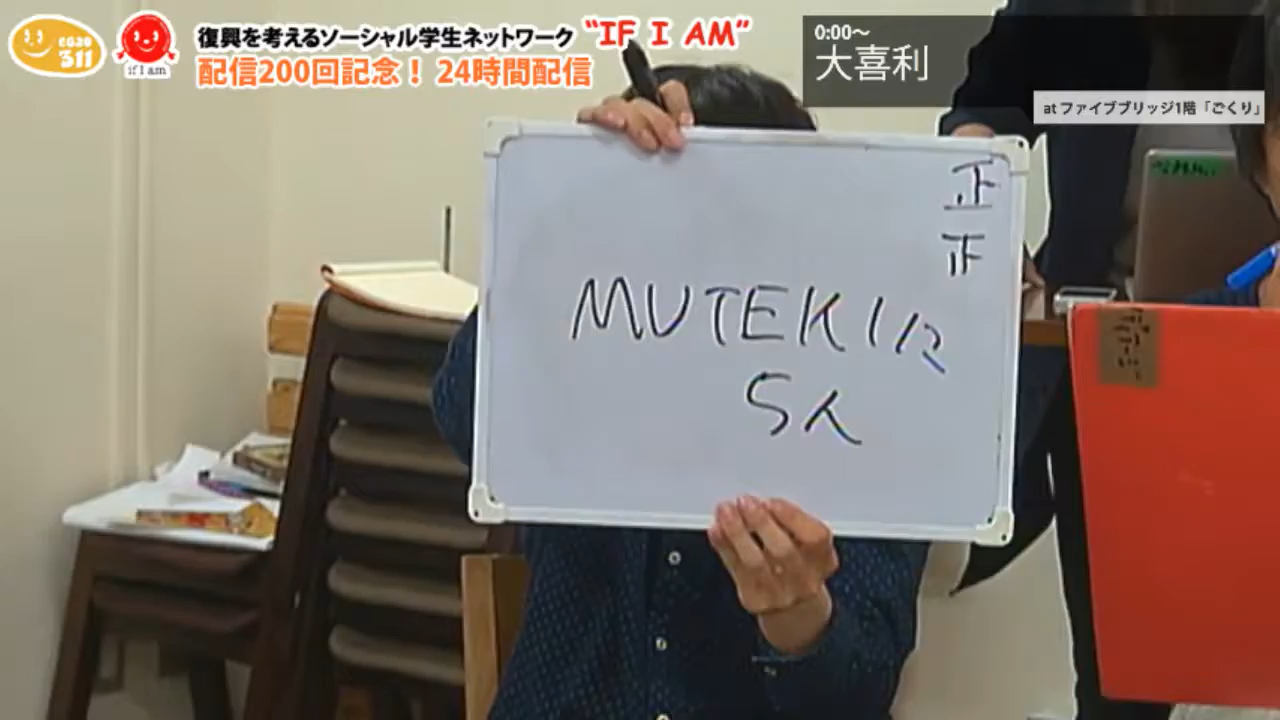 cgas
311
if I am
復興を考えるソーシャル学生ネットワーク "IF I AM"
配信200回記念！ 24時間配信
0:00～
大喜利
at ファイブブリッジ1階「ごくり」
正
正
MUTEKIに
5人